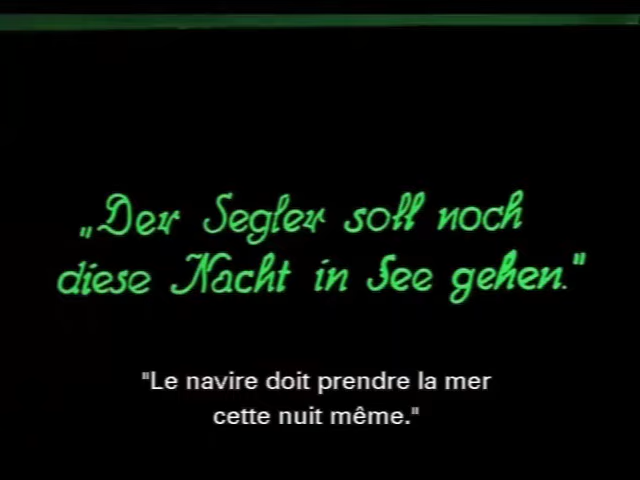 „Der Segler soll noch
diese Nacht in See gehen."
"Le navire doit prendre la mer
cette nuit même."